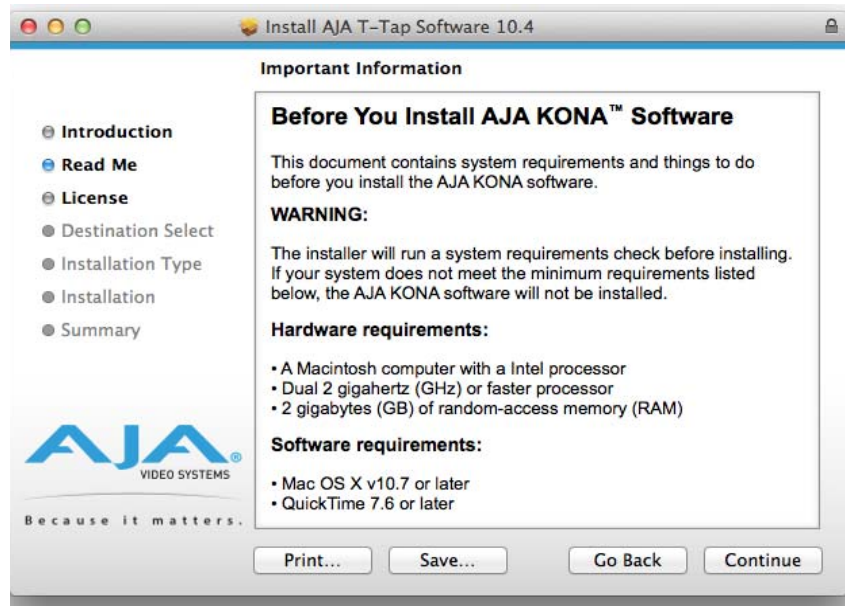 Install AJA T-Tap Software 10.4
Important Information
Introduction
Read Me
License
Destination Select
Installation Type
Installation
Summary
Before You Install AJA KONA™ Software
This document contains system requirements and things to do
before you install the AJA KONA software.
WARNING:
The installer will run a system requirements check before installing.
If your system does not meet the minimum requirements listed
below, the AJA KONA software will not be installed.
Hardware requirements:
• A Macintosh computer with a Intel processor
• Dual 2 gigahertz (GHz) or faster processor
• 2 gigabytes (GB) of random-access memory (RAM)
Software requirements:
• Mac OS X v10.7 or later
• QuickTime 7.6 or later
AJA®
VIDEO SYSTEMS
Because it matters.
Print... Save... Go Back Continue